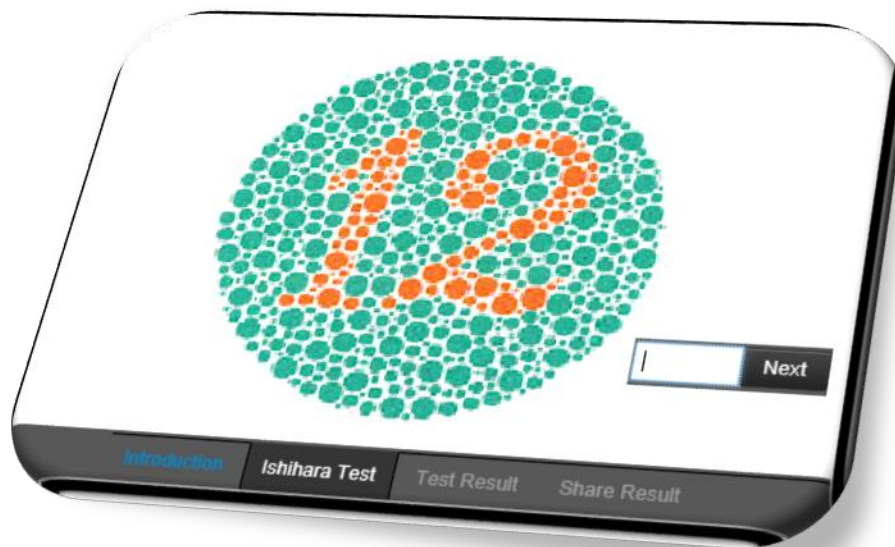 12
Next
Introduction
Ishihara Test
Test Result
Share Result